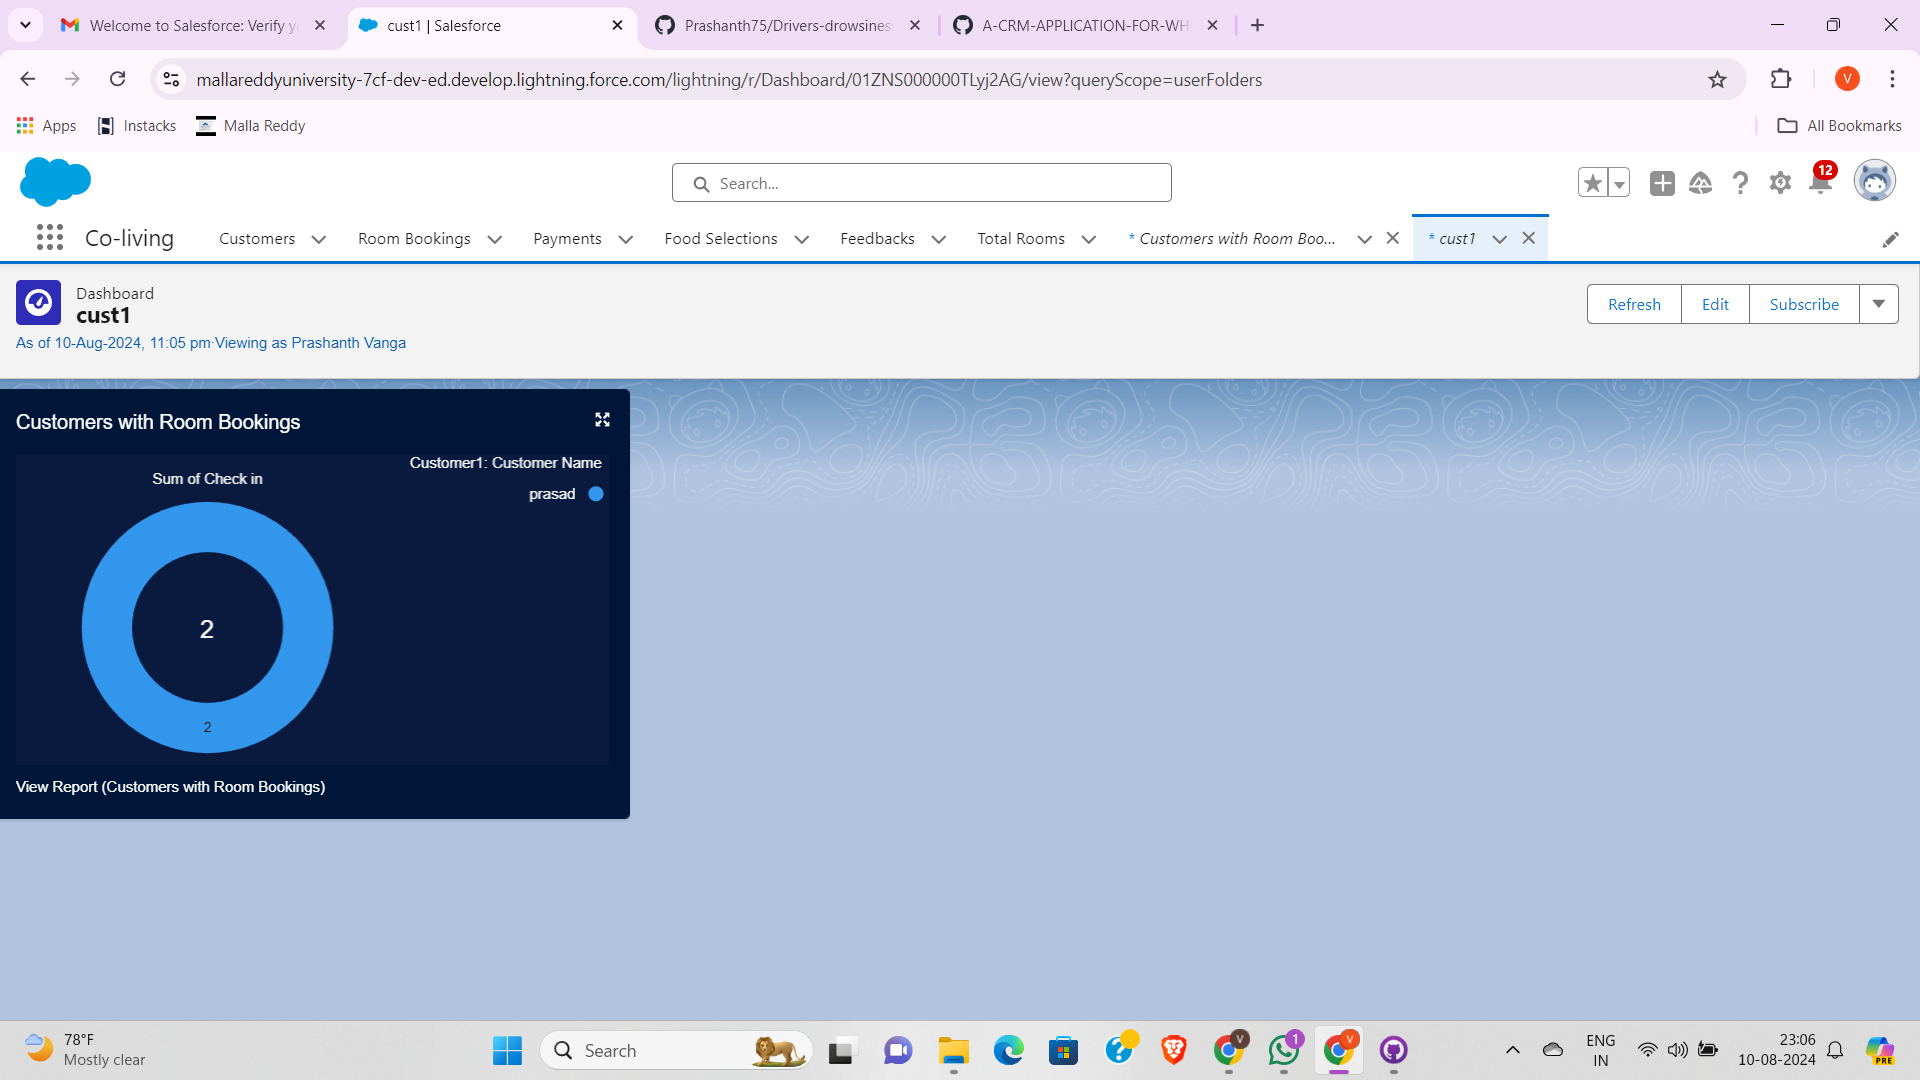 Welcome to Salesforce: Verify y
cust1 | Salesforce
Prashanth75/Drivers-drowsines
A-CRM-APPLICATION-FOR-WH
mallareddyuniversity-7cf-dev-ed.develop.lightning.force.com/lightning/r/Dashboard/01ZNS000000TLyj2AG/view?queryScope=userFolders
V
Apps
Instacks
Malla Reddy
All Bookmarks
Search...
12
Co-living
Customers
Room Bookings
Payments
Food Selections
Feedbacks
Total Rooms
* Customers with Room Boo...
* cust1
Dashboard
cust1
As of 10-Aug-2024, 11:05 pm·Viewing as Prashanth Vanga
Refresh
Edit
Subscribe
Customers with Room Bookings
Customer1: Customer Name
Sum of Check in
prasad
2
2
View Report (Customers with Room Bookings)
78°F
Mostly clear
Search
V
1
V
ENG
IN
23:06
10-08-2024
PRE